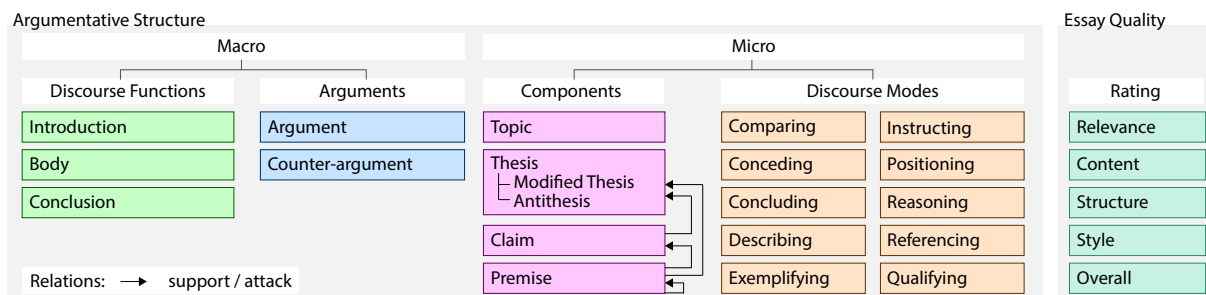 Argumentative Structure
Essay Quality
Macro
Micro
Discourse Functions
Arguments
Components
Discourse Modes
Rating
Introduction
Body
Conclusion
Argument
Counter-argument
Topic
Thesis
Modified Thesis
Antithesis
Claim
Premise
Comparing
Conceding
Concluding
Describing
Exemplifying
Instructing
Positioning
Reasoning
Referencing
Qualifying
Relevance
Content
Structure
Style
Overall
Relations: → support / attack